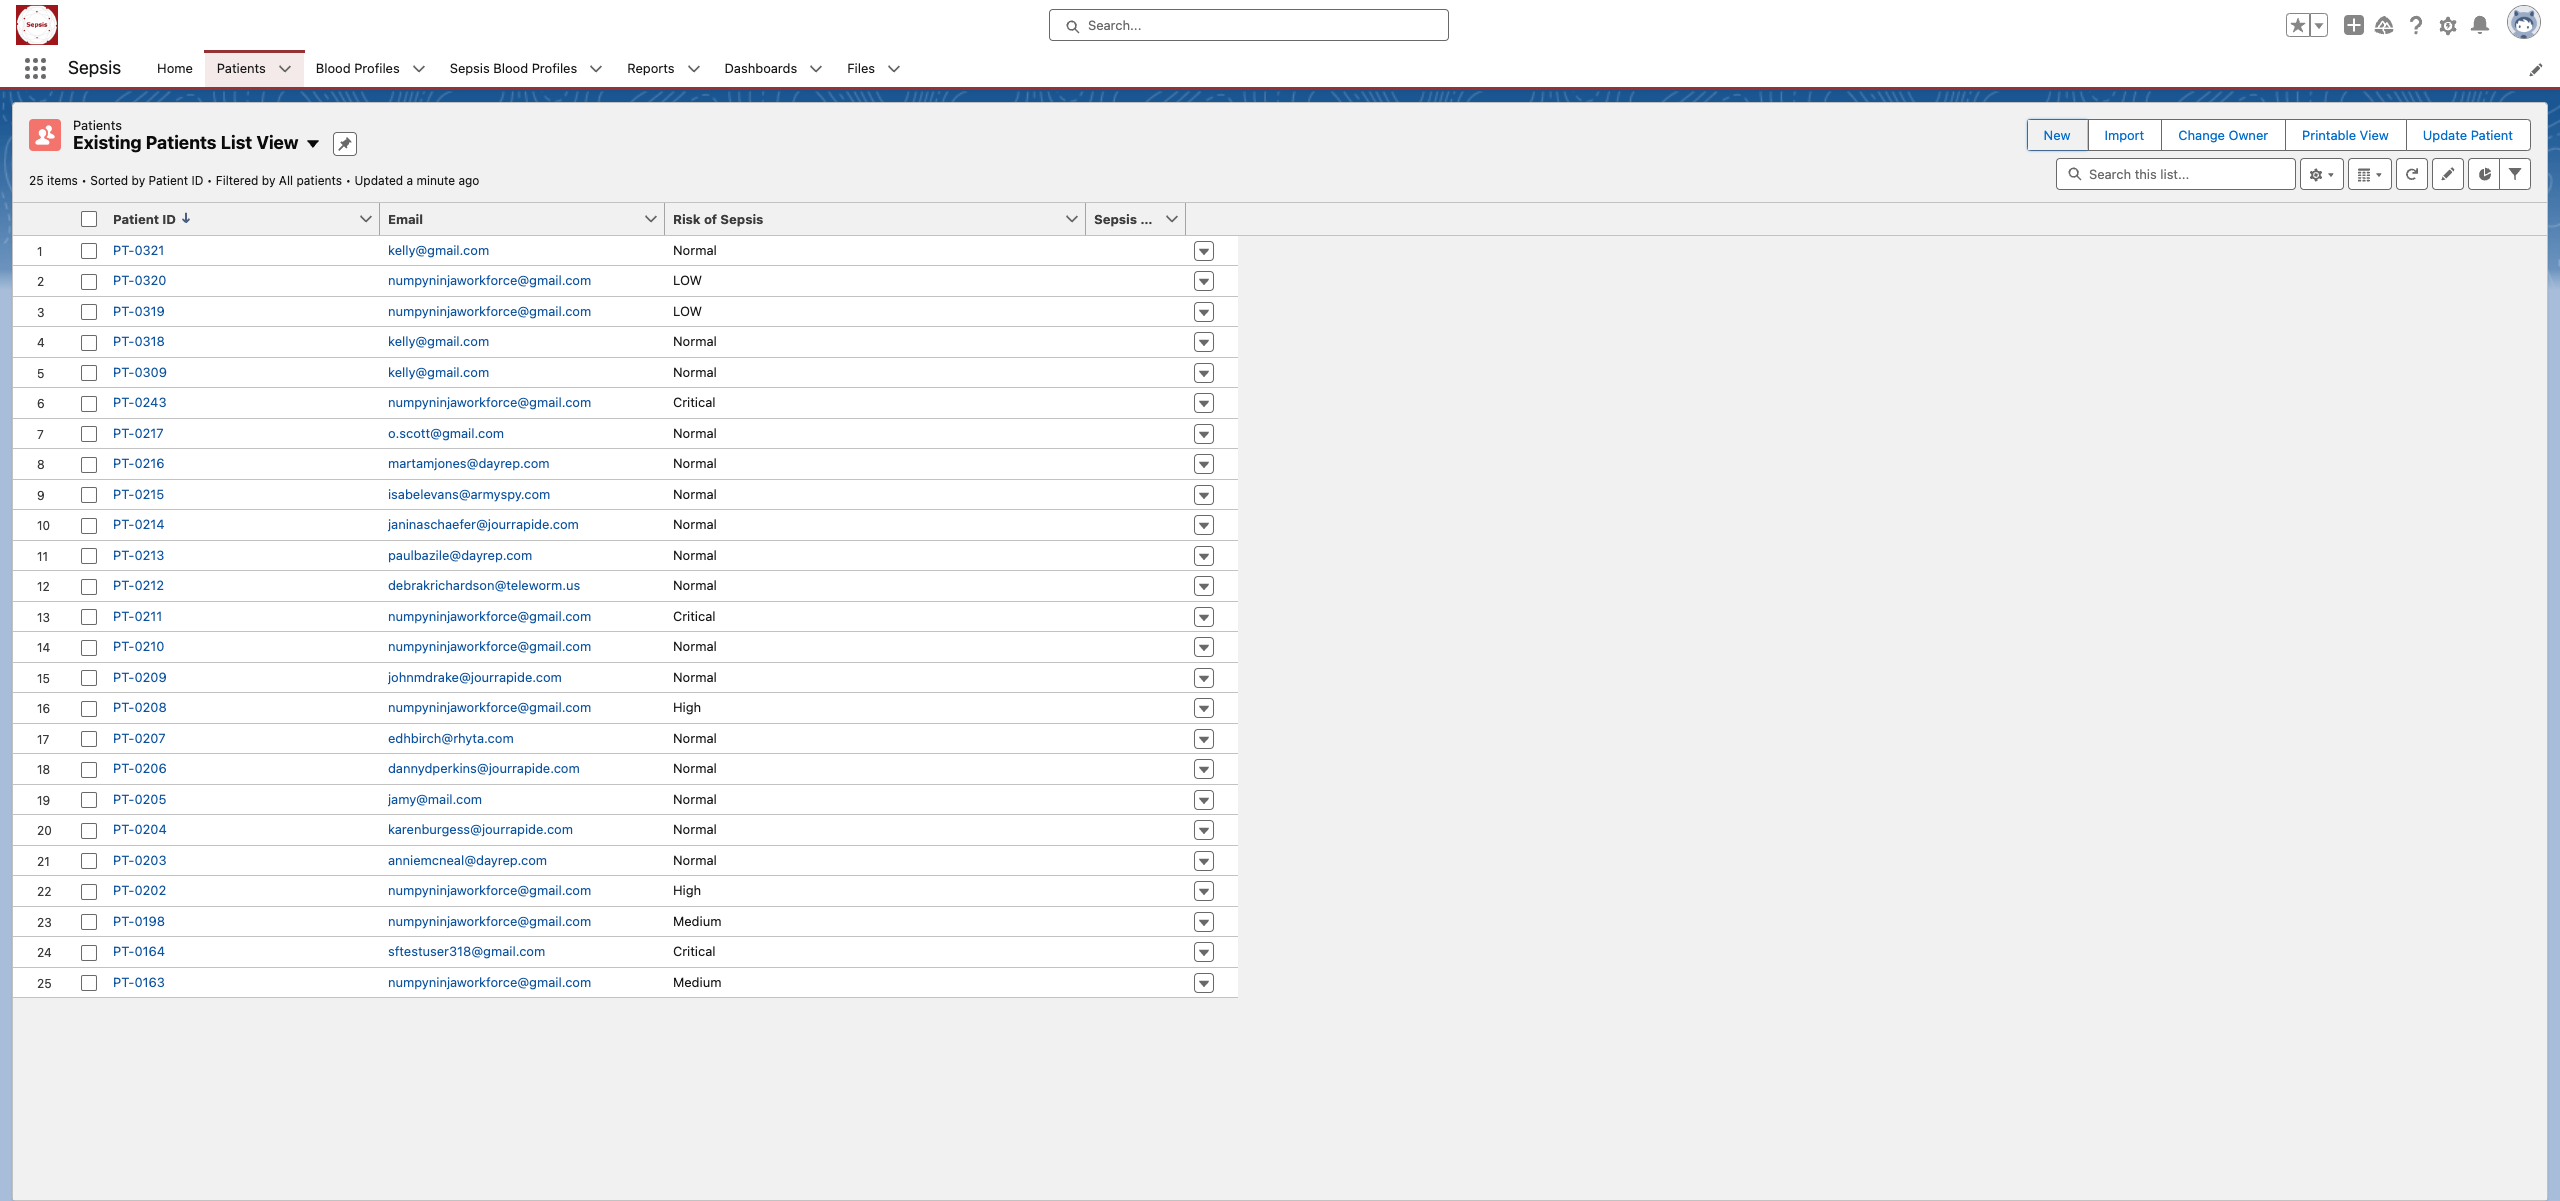 Sepsis
Search...
Sepsis Home Patients Blood Profiles Sepsis Blood Profiles Reports Dashboards Files
Patients
Existing Patients List View
New Import Change Owner Printable View Update Patient
25 items • Sorted by Patient ID • Filtered by All patients • Updated a minute ago
Search this list...
Patient ID Email Risk of Sepsis Sepsis ...
1 PT-0321 kelly@gmail.com Normal
2 PT-0320 numpyninjaworkforce@gmail.com LOW
3 PT-0319 numpyninjaworkforce@gmail.com LOW
4 PT-0318 kelly@gmail.com Normal
5 PT-0309 kelly@gmail.com Normal
6 PT-0243 numpyninjaworkforce@gmail.com Critical
7 PT-0217 o.scott@gmail.com Normal
8 PT-0216 martamjones@dayrep.com Normal
9 PT-0215 isabelevans@armyspy.com Normal
10 PT-0214 janinaschaefer@jourrapide.com Normal
11 PT-0213 paulbazile@dayrep.com Normal
12 PT-0212 debrakrichardson@teleworm.us Normal
13 PT-0211 numpyninjaworkforce@gmail.com Critical
14 PT-0210 numpyninjaworkforce@gmail.com Normal
15 PT-0209 johnmdrake@jourrapide.com Normal
16 PT-0208 numpyninjaworkforce@gmail.com High
17 PT-0207 edhbirch@rhyta.com Normal
18 PT-0206 dannydperkins@jourrapide.com Normal
19 PT-0205 jamy@mail.com Normal
20 PT-0204 karenburgess@jourrapide.com Normal
21 PT-0203 anniemcneal@dayrep.com Normal
22 PT-0202 numpyninjaworkforce@gmail.com High
23 PT-0198 numpyninjaworkforce@gmail.com Medium
24 PT-0164 sftestuser318@gmail.com Critical
25 PT-0163 numpyninjaworkforce@gmail.com Medium